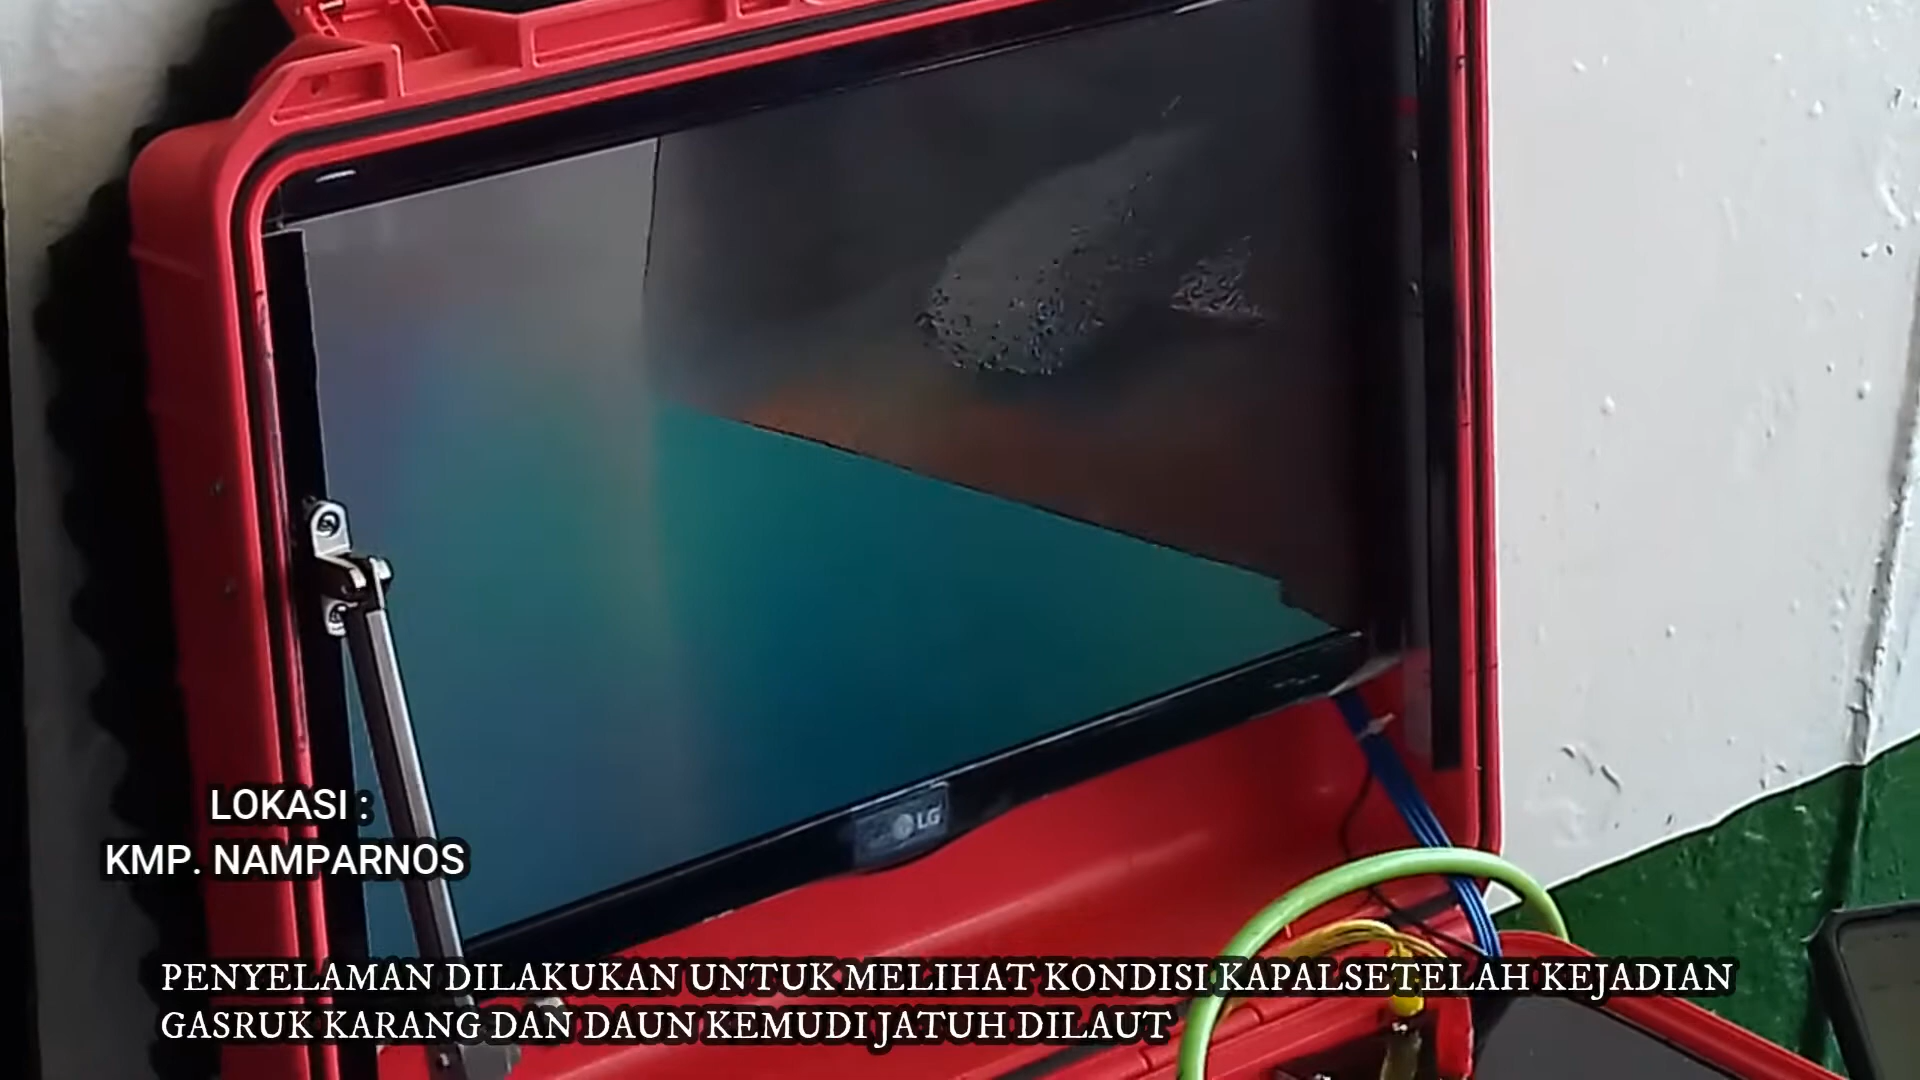 LG
LOKASI :
KMP. NAMPARNOS
PENYELAMAN DILAKUKAN UNTUK MELIHAT KONDISI KAPALSETELAH KEJADIAN
GASRUK KARANG DAN DAUN KEMUDI JATUH DILAUT